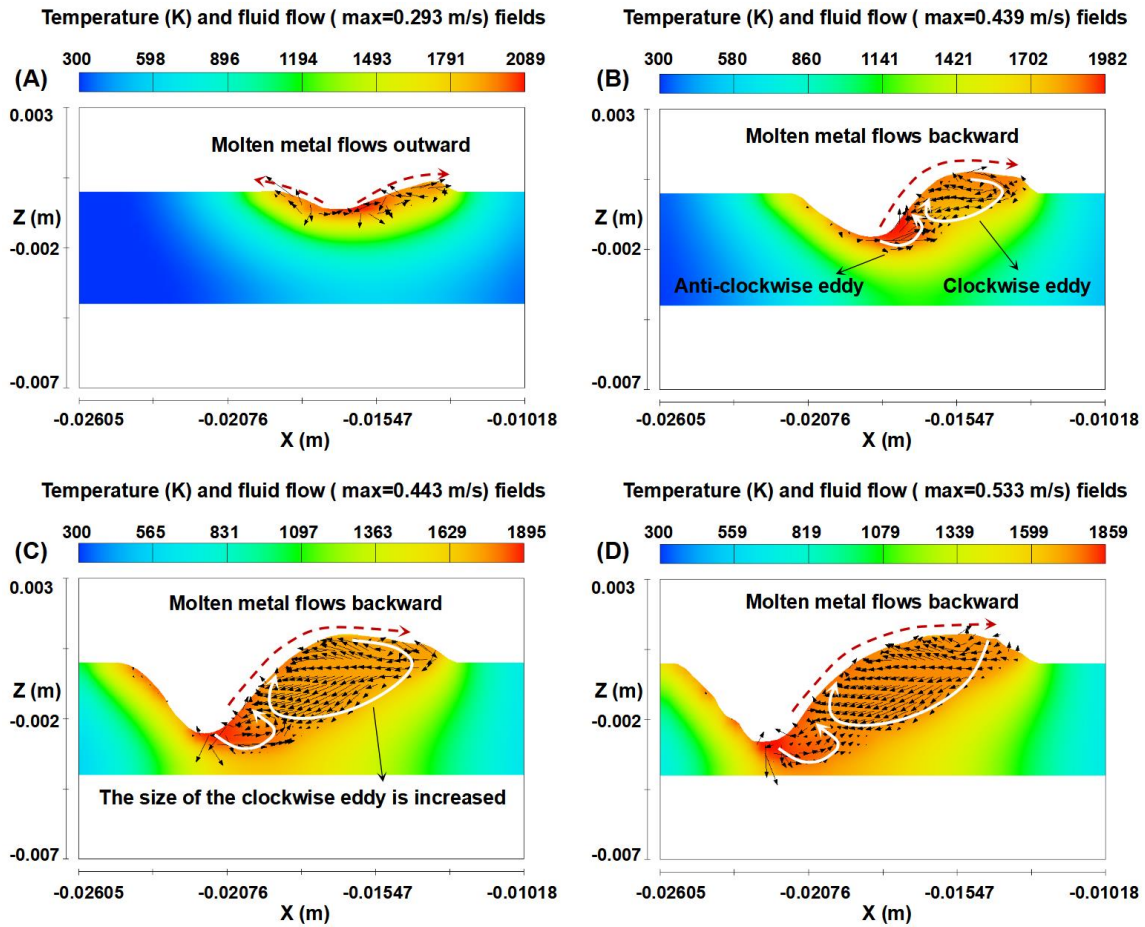 Temperature (K) and fluid flow ( max=0.293 m/s) fields
300 598 896 1194 1493 1791 2089
(A)
0.003
Molten metal flows outward
Z (m)
-0.002
-0.007
-0.02605 -0.02076 -0.01547 -0.01018
X (m)
Temperature (K) and fluid flow ( max=0.439 m/s) fields
300 580 860 1141 1421 1702 1982
(B)
0.003
Molten metal flows backward
Z (m)
-0.002
Anti-clockwise eddy Clockwise eddy
-0.007
-0.02605 -0.02076 -0.01547 -0.01018
X (m)
Temperature (K) and fluid flow ( max=0.443 m/s) fields
300 565 831 1097 1363 1629 1895
(C)
0.003
Molten metal flows backward
Z (m)
-0.002
The size of the clockwise eddy is increased
-0.007
-0.02605 -0.02076 -0.01547 -0.01018
X (m)
Temperature (K) and fluid flow ( max=0.533 m/s) fields
300 559 819 1079 1339 1599 1859
(D)
0.003
Molten metal flows backward
Z (m)
-0.002
-0.007
-0.02605 -0.02076 -0.01547 -0.01018
X (m)